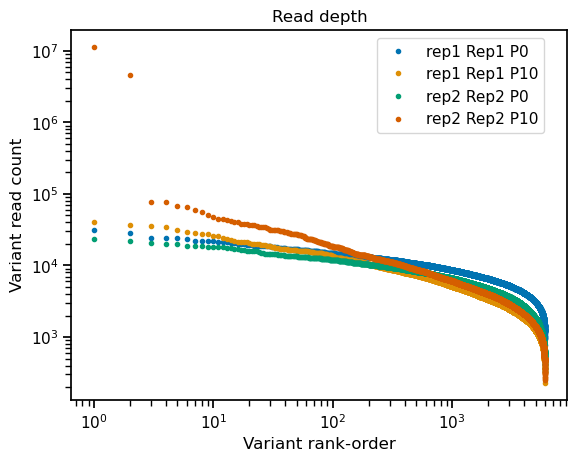 Read depth
rep1 Rep1 P0
rep1 Rep1 P10
rep2 Rep2 P0
rep2 Rep2 P10
Variant read count
10⁷
10⁶
10⁵
10⁴
10³
10⁰ 10¹ 10² 10³
Variant rank-order